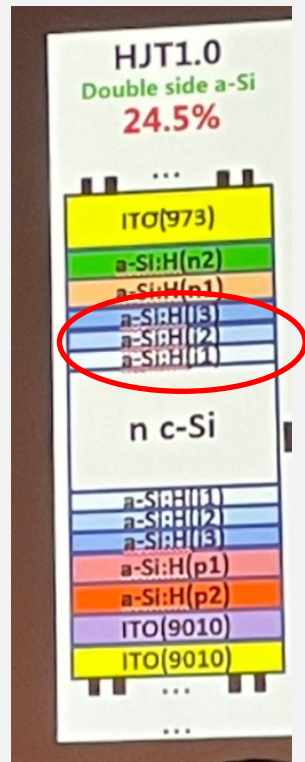 HJT1.0
Double side a-Si
24.5%
...
ITO(973)
a-Si:H(n2)
a-Si:H(n1)
a-Si:H(i3)
a-Si:H(i2)
a-Si:H(i1)
n c-Si
a-Si:H(i1)
a-Si:H(i2)
a-Si:H(i3)
a-Si:H(p1)
a-Si:H(p2)
ITO(9010)
ITO(9010)
...
...